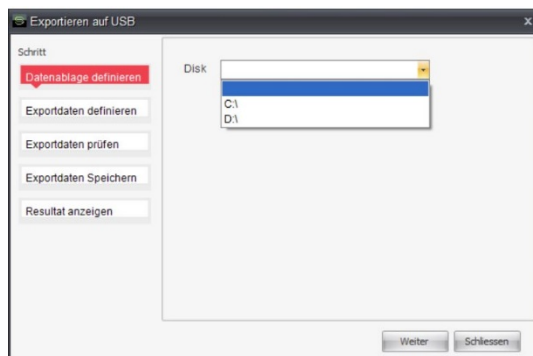 Exportieren auf USB
x
Schritt
Datenablage definieren
Exportdaten definieren
Exportdaten prüfen
Exportdaten Speichern
Resultat anzeigen
Disk
C:\
D:\
Weiter
Schliessen